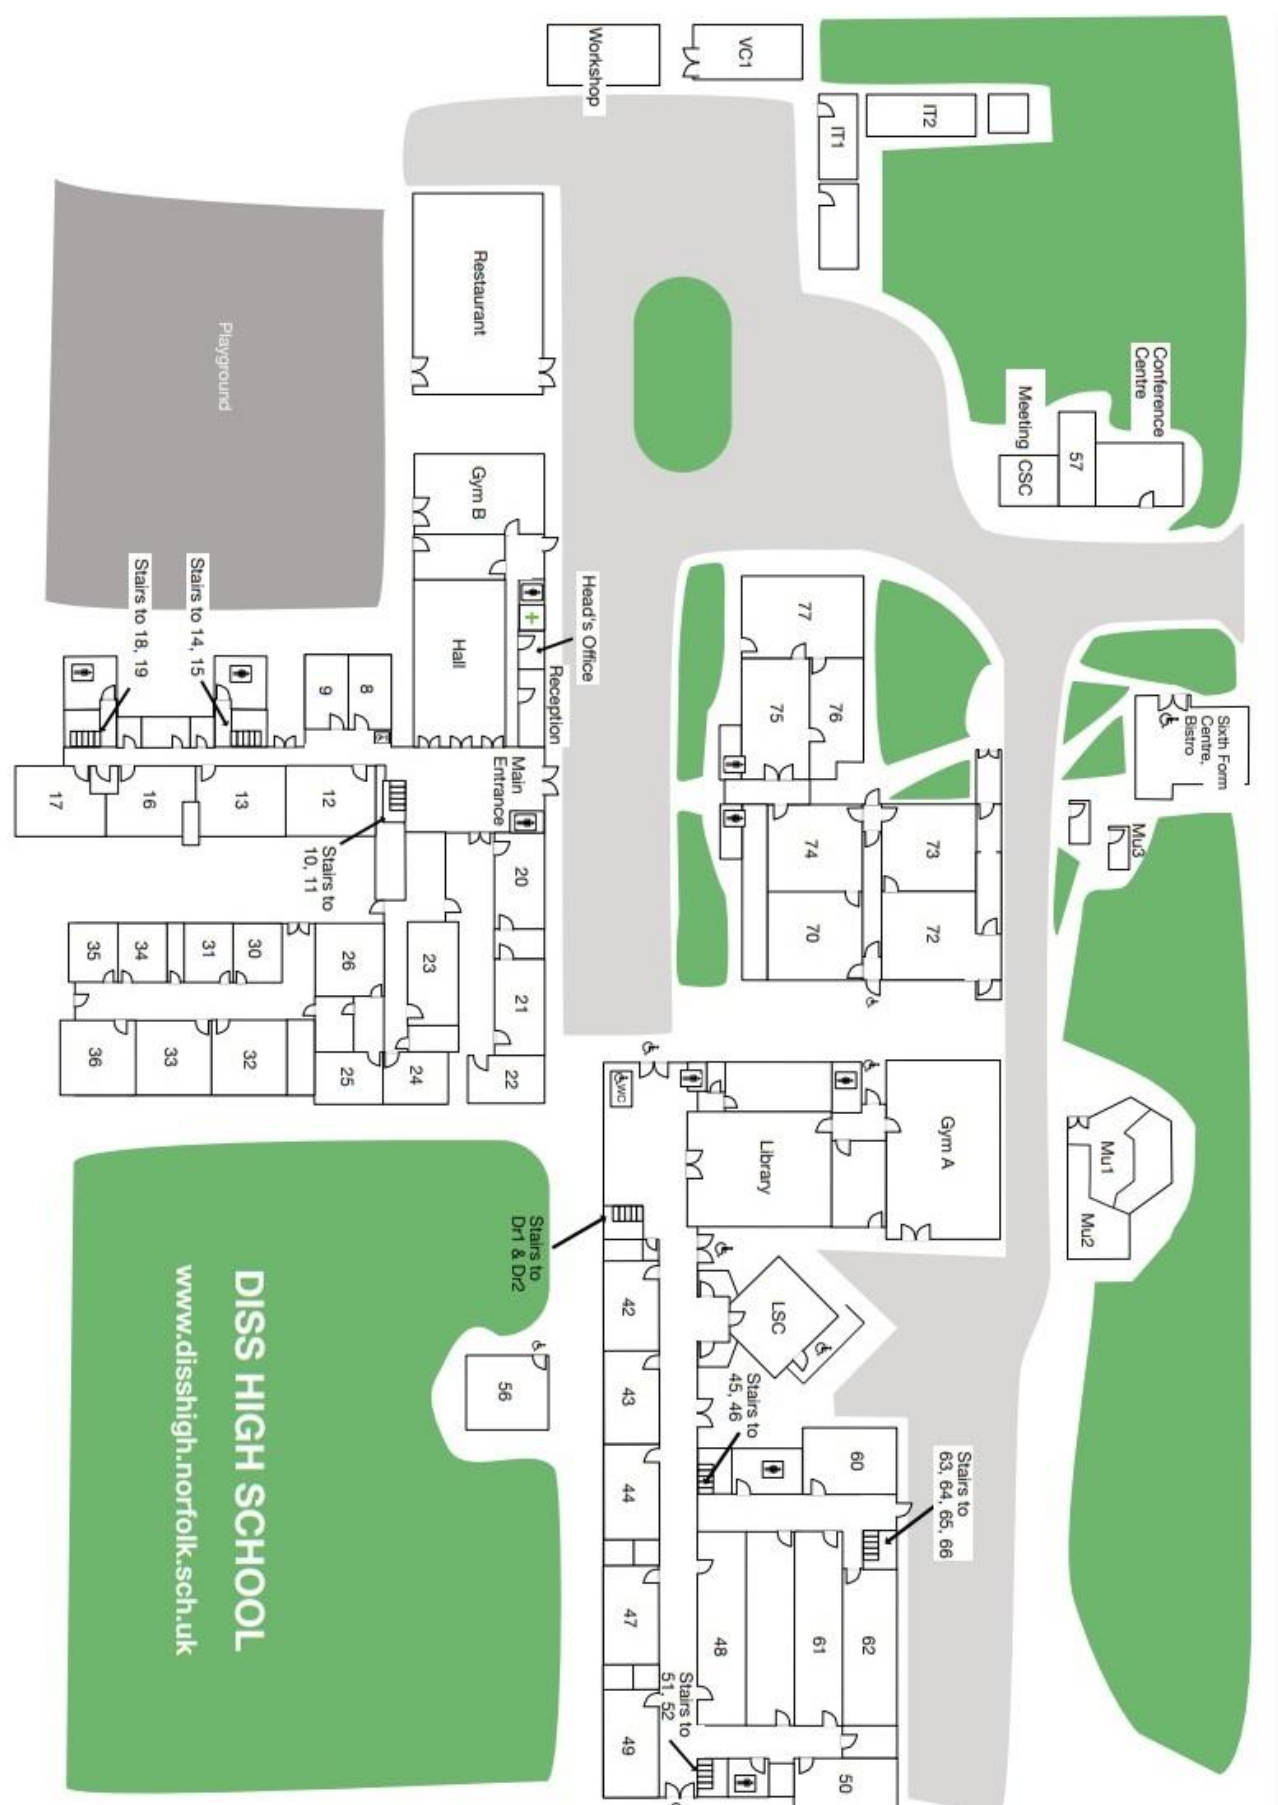 Workshop
VC1
IT1
IT2
Restaurant
Playground
Conference
Centre
Meeting
CSC
57
Gym B
Head's Office
Reception
Hall
Main
Entrance
Stairs to 14, 15
Stairs to 18, 19
9
8
17
16
13
12
Stairs to
10, 11
20
21
22
23
24
25
26
30
31
34
35
32
33
36
77
75
76
74
73
70
72
Sixth Form
Centre,
Bistro
Mu3
Mu1
Mu2
WC
Library
Gym A
Stairs to
Dr1 & Dr2
LSC
42
43
44
47
49
56
Stairs to
45, 46
60
Stairs to
63, 64, 65, 66
48
61
62
Stairs to
51, 52
50
DISS HIGH SCHOOL
www.disshigh.norfolk.sch.uk